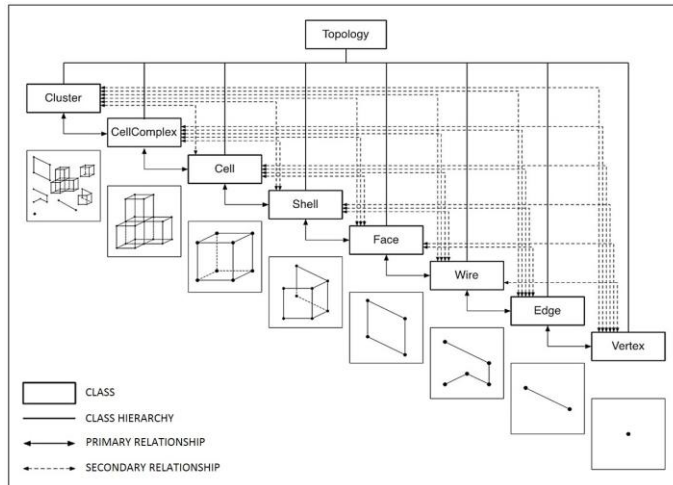 Topology
Cluster
CellComplex
Cell
Shell
Face
Wire
Edge
Vertex
CLASS
CLASS HIERARCHY
PRIMARY RELATIONSHIP
SECONDARY RELATIONSHIP